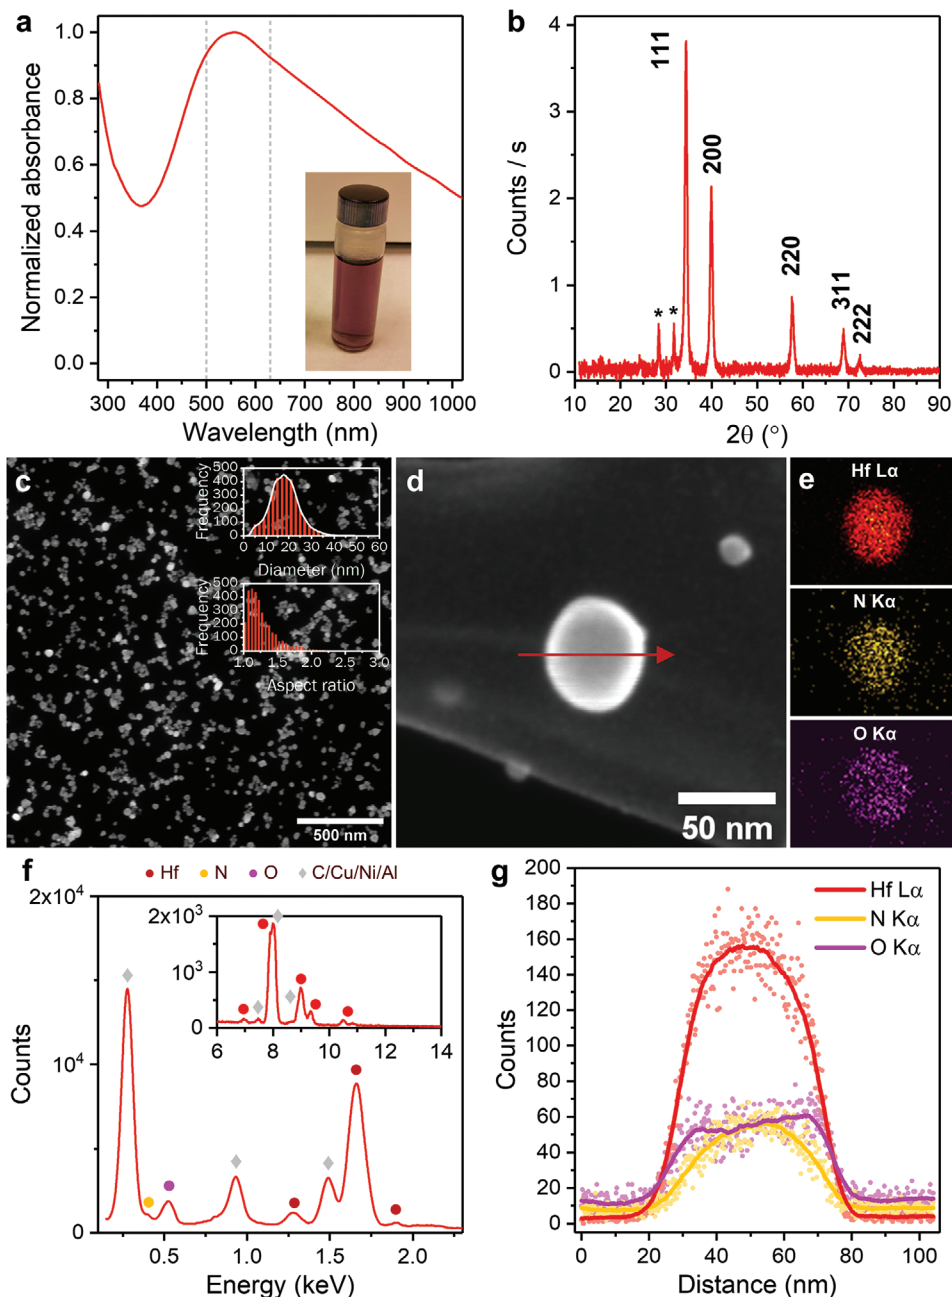 a
Normalized absorbance
1.0
0.8
0.6
0.4
0.2
0.0
300 400 500 600 700 800 900 1000
Wavelength (nm)
b
Counts / s
4
3
2
1
0
111
200
220
311
222
* *
10 20 30 40 50 60 70 80 90
2θ (°)
c
Frequency
500
400
300
200
100
0
0 10 20 30 40 50 60
Diameter (nm)
Frequency
500
400
300
200
100
0
1.0 1.5 2.0 2.5 3.0
Aspect ratio
500 nm
d
50 nm
e
Hf Lα
N Kα
O Kα
f
Hf N O C/Cu/Ni/Al
Counts
2x10⁴
10⁴
0
0.5 1.0 1.5 2.0
Energy (keV)
2x10³
10³
0
6 8 10 12 14
g
Counts
200
180
160
140
120
100
80
60
40
20
0
Hf Lα
N Kα
O Kα
0 20 40 60 80 100
Distance (nm)